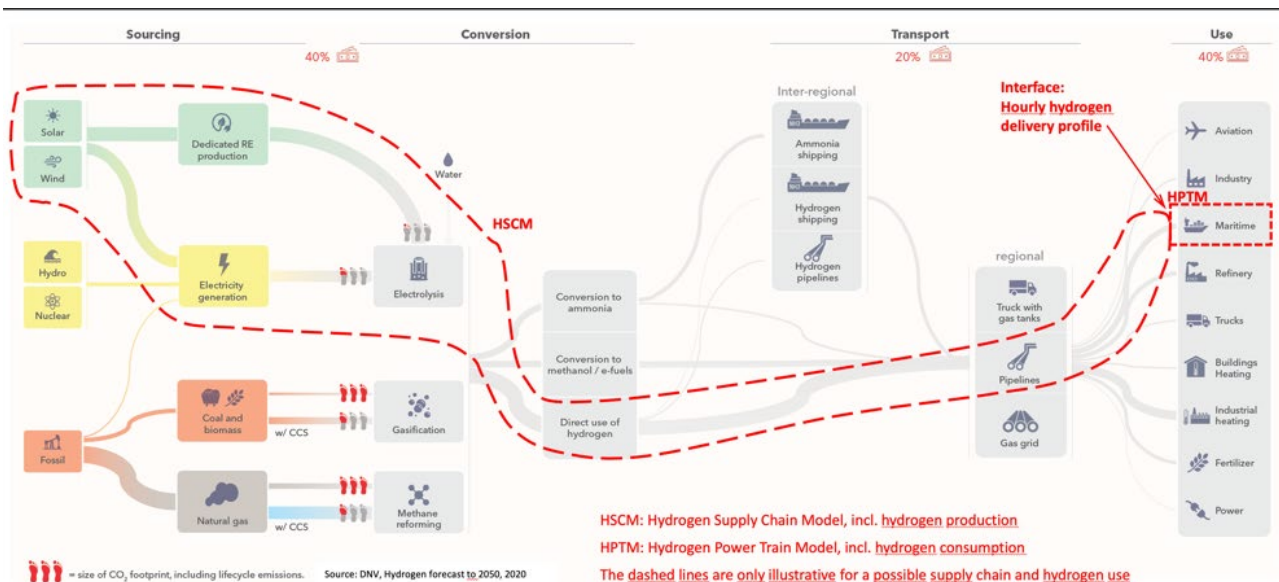 Sourcing
Conversion
Transport
Use
40%
20%
40%
Solar
Wind
Dedicated RE
production
Water
HSCM
Hydro
Nuclear
Electricity
generation
Electrolysis
Fossil
Coal and
biomass
w/ CCS
Gasification
Natural gas
w/ CCS
Methane
reforming
Conversion to
ammonia
Conversion to
methanol / e-fuels
Direct use of
hydrogen
Inter-regional
Ammonia
shipping
Hydrogen
shipping
Hydrogen
pipelines
regional
Truck with
gas tanks
Pipelines
Gas grid
Interface:
Hourly hydrogen
delivery profile
HPTM
Aviation
Industry
Maritime
Refinery
Trucks
Buildings
Heating
Industrial
heating
Fertilizer
Power
HSCM: Hydrogen Supply Chain Model, incl. hydrogen production
HPTM: Hydrogen Power Train Model, incl. hydrogen consumption
The dashed lines are only illustrative for a possible supply chain and hydrogen use
= size of CO₂ footprint, including lifecycle emissions.
Source: DNV, Hydrogen forecast to 2050, 2020